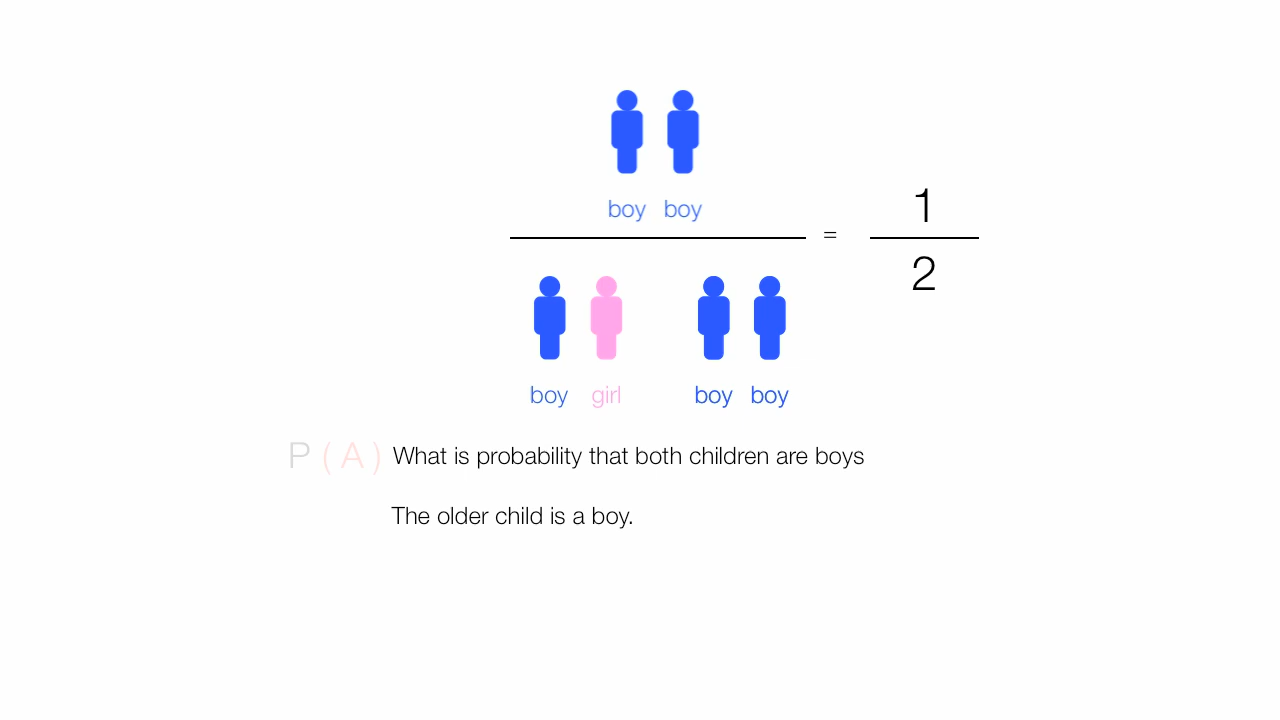 boy boy
=
1
2
boy girl boy boy
P ( A ) What is probability that both children are boys
The older child is a boy.